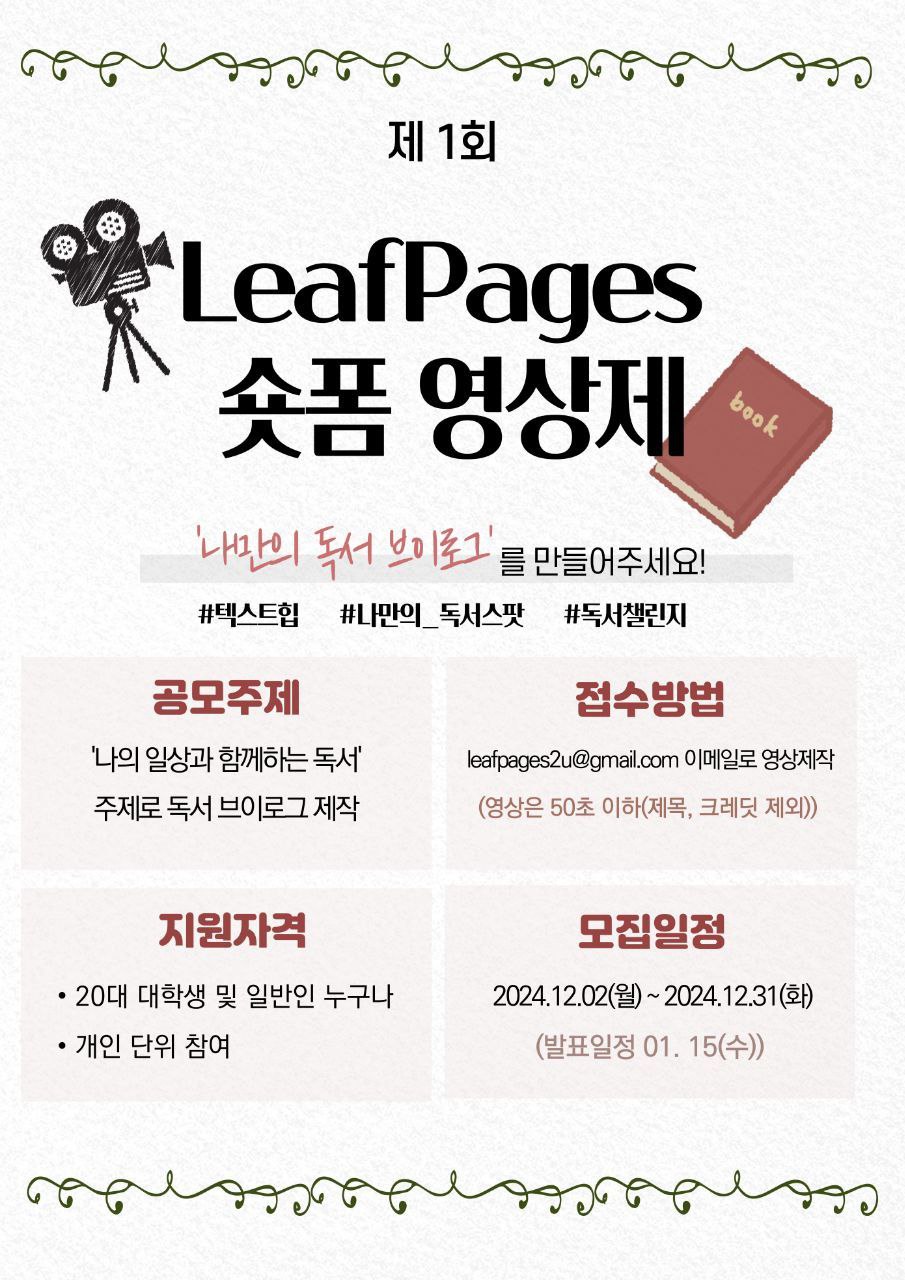 제 1회
LeafPages
숏폼 영상제
book
'나만의 독서 브이로그'를 만들어주세요!
#텍스트힙 #나만의_독서스팟 #독서챌린지
공모주제
'나의 일상과 함께하는 독서'
주제로 독서 브이로그 제작
접수방법
leafpages2u@gmail.com 이메일로 영상제작
(영상은 50초 이하(제목, 크레딧 제외))
지원자격
• 20대 대학생 및 일반인 누구나
• 개인 단위 참여
모집일정
2024.12.02(월) ~ 2024.12.31(화)
(발표일정 01. 15(수))